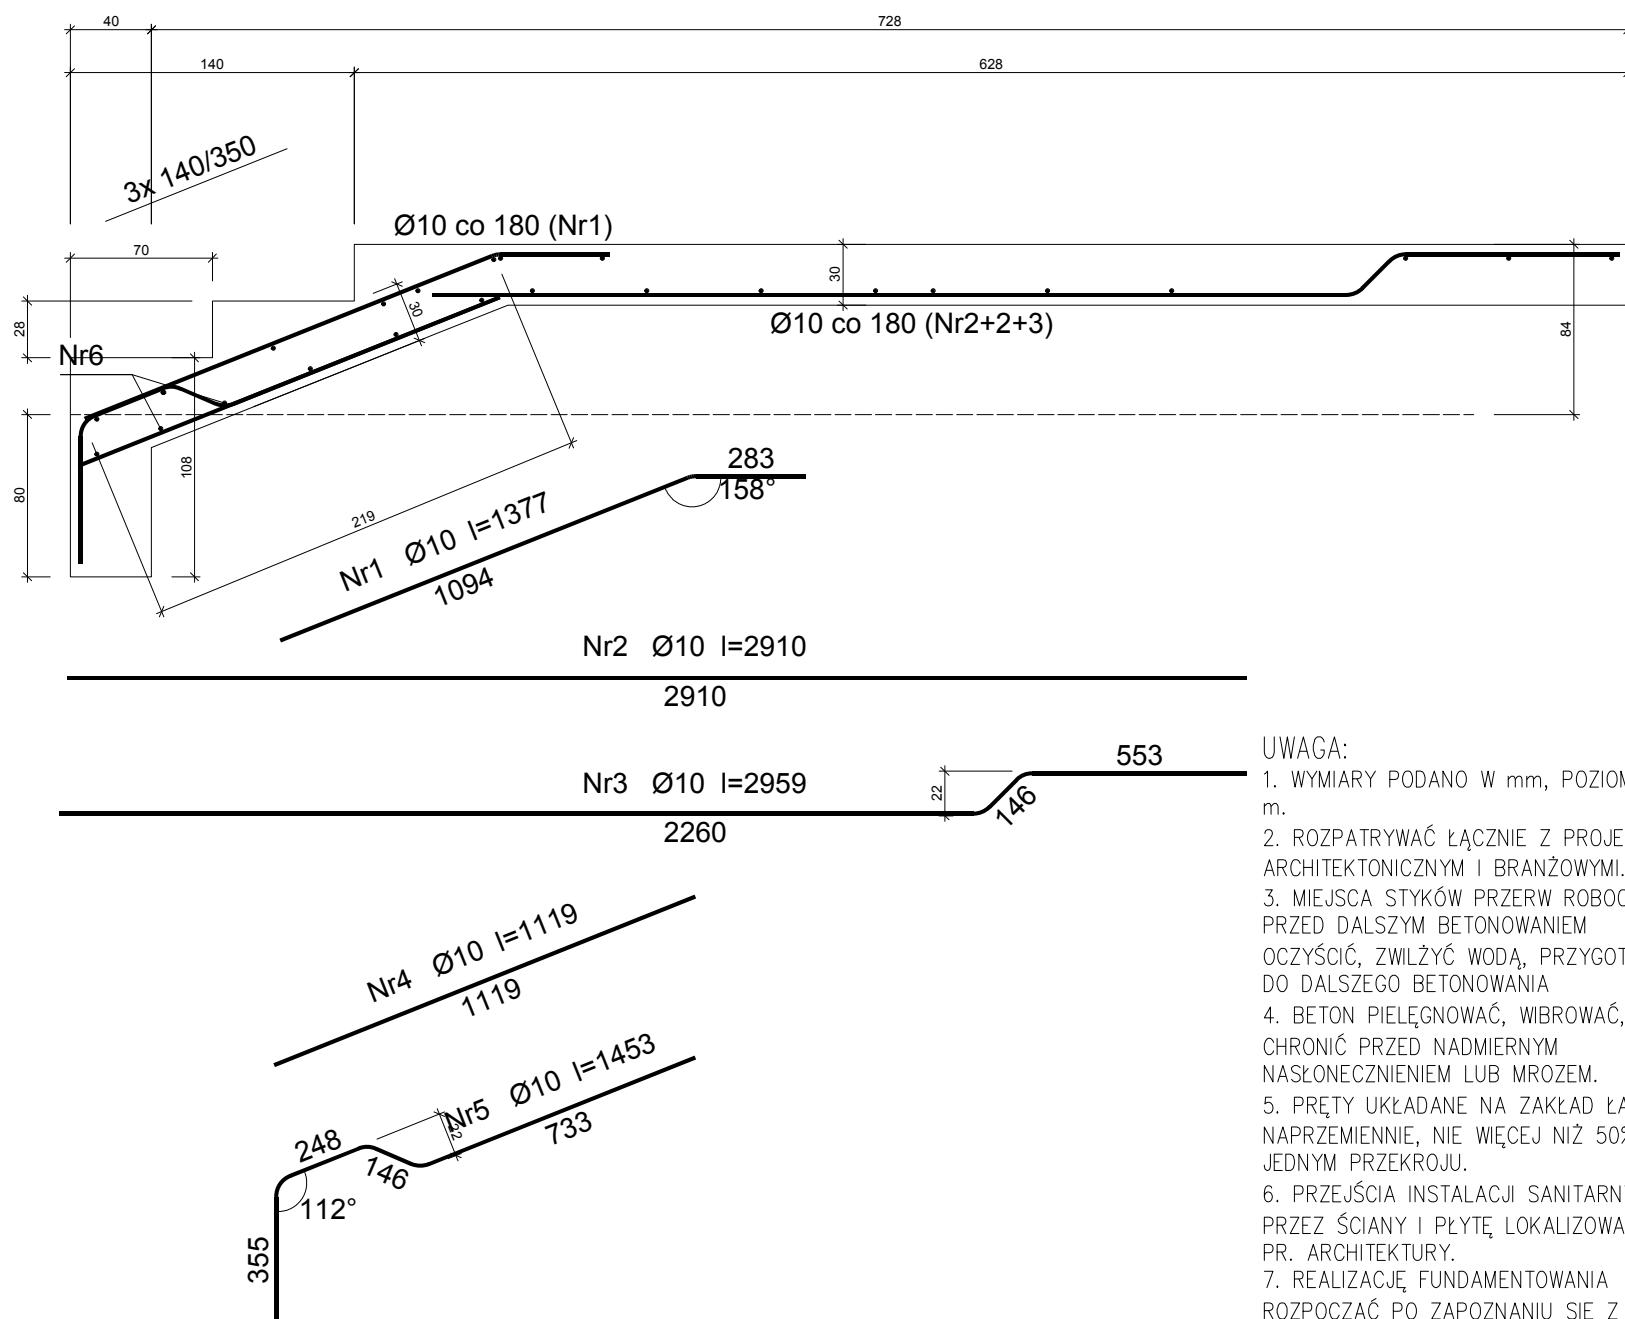 40
728
140
628
3x 140/350
Ø10 co 180 (Nr1)
70
30
30
28
Ø10 co 180 (Nr2+2+3)
84
Nr6
108
80
219
283
158°
Nr1 Ø10 l=1377
1094
Nr2 Ø10 l=2910
2910
Nr3 Ø10 l=2959
2260
22
146
553
Nr4 Ø10 l=1119
1119
Nr5 Ø10 l=1453
22
733
248
146
112°
355
UWAGA:
1. WYMIARY PODANO W mm, POZIOM
m.
2. ROZPATRYWAĆ ŁĄCZNIE Z PROJE
ARCHITEKTONICZNYM I BRANŻOWYMI.
3. MIEJSCA STYKÓW PRZERW ROBOC
PRZED DALSZYM BETONOWANIEM
OCZYŚCIĆ, ZWILŻYĆ WODĄ, PRZYGOT
DO DALSZEGO BETONOWANIA
4. BETON PIELĘGNOWAĆ, WIBROWAĆ,
CHRONIĆ PRZED NADMIERNYM
NASŁONECZNIENIEM LUB MROZEM.
5. PRĘTY UKŁADANE NA ZAKŁAD ŁĄ
NAPRZEMIENNIE, NIE WIĘCEJ NIŻ 50%
JEDNYM PRZEKROJU.
6. PRZEJŚCIA INSTALACJI SANITARN
PRZEZ ŚCIANY I PŁYTĘ LOKALIZOWA
PR. ARCHITEKTURY.
7. REALIZACJĘ FUNDAMENTOWANIA
ROZPOCZĄĆ PO ZAPOZNANIU SIĘ Z